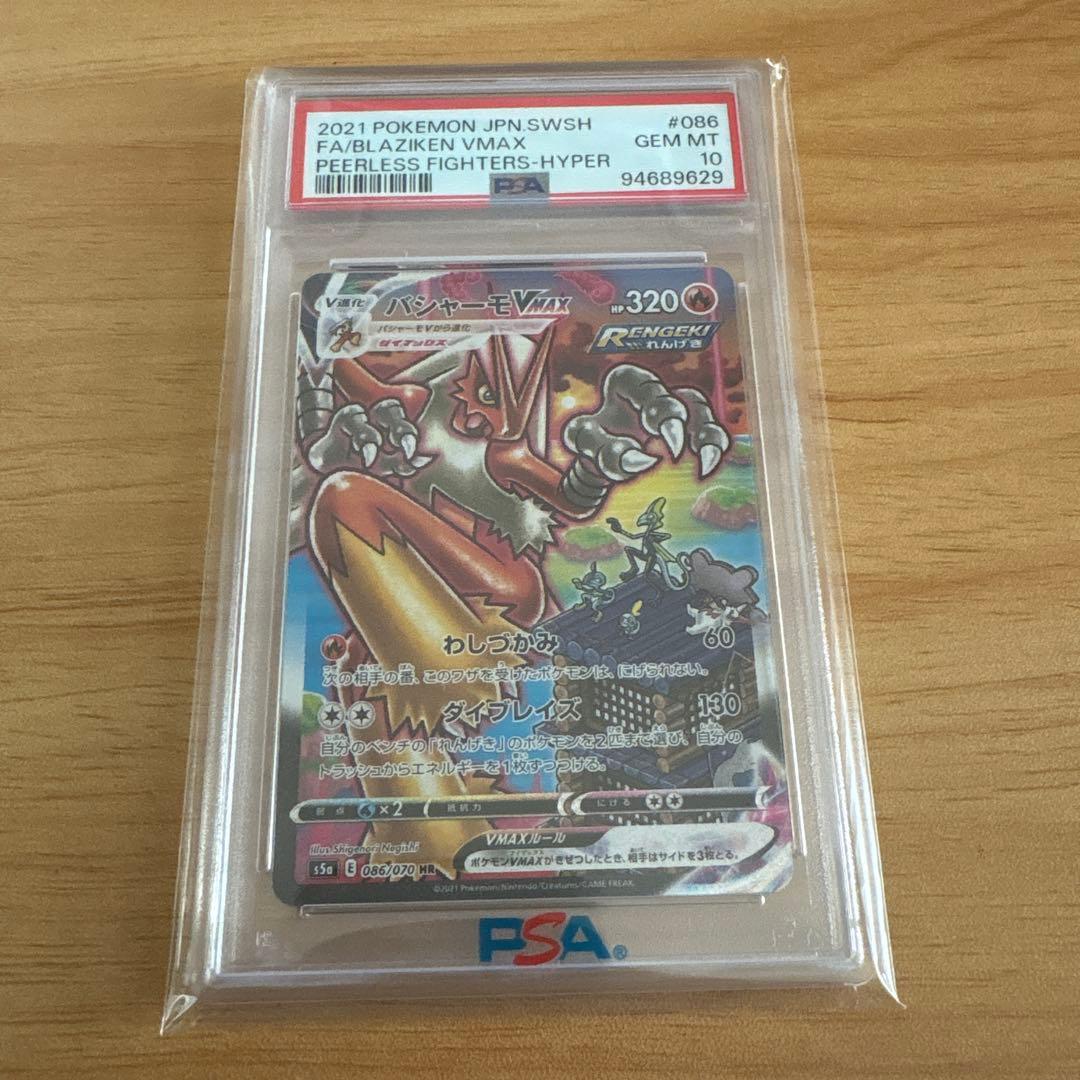 2021 POKEMON JPN.SWSH #086
FA/BLAZIKEN VMAX GEM MT
PEERLESS FIGHTERS-HYPER 10
94689629
PSA
V進化 バシャーモVMAX HP320
バシャーモVから進化
ダイマックス
RENGEKI
れんげき
わしづかみ 60
次の相手の番、このワザを受けたポケモンは、にげられない。
ダイブレイズ 130
自分のベンチの「れんげき」のポケモンを2匹まで選び、自分の
トラッシュからエネルギーを1枚ずつつける。
弱点 ×2 抵抗力 にげる
VMAXルール
ポケモンVMAXがきぜつしたとき、相手はサイドを3枚とる。
Illus. Shigenori Negishi
s5a E 086/070 HR
©2021 Pokémon/Nintendo/Creatures/GAME FREAK.
PSA®